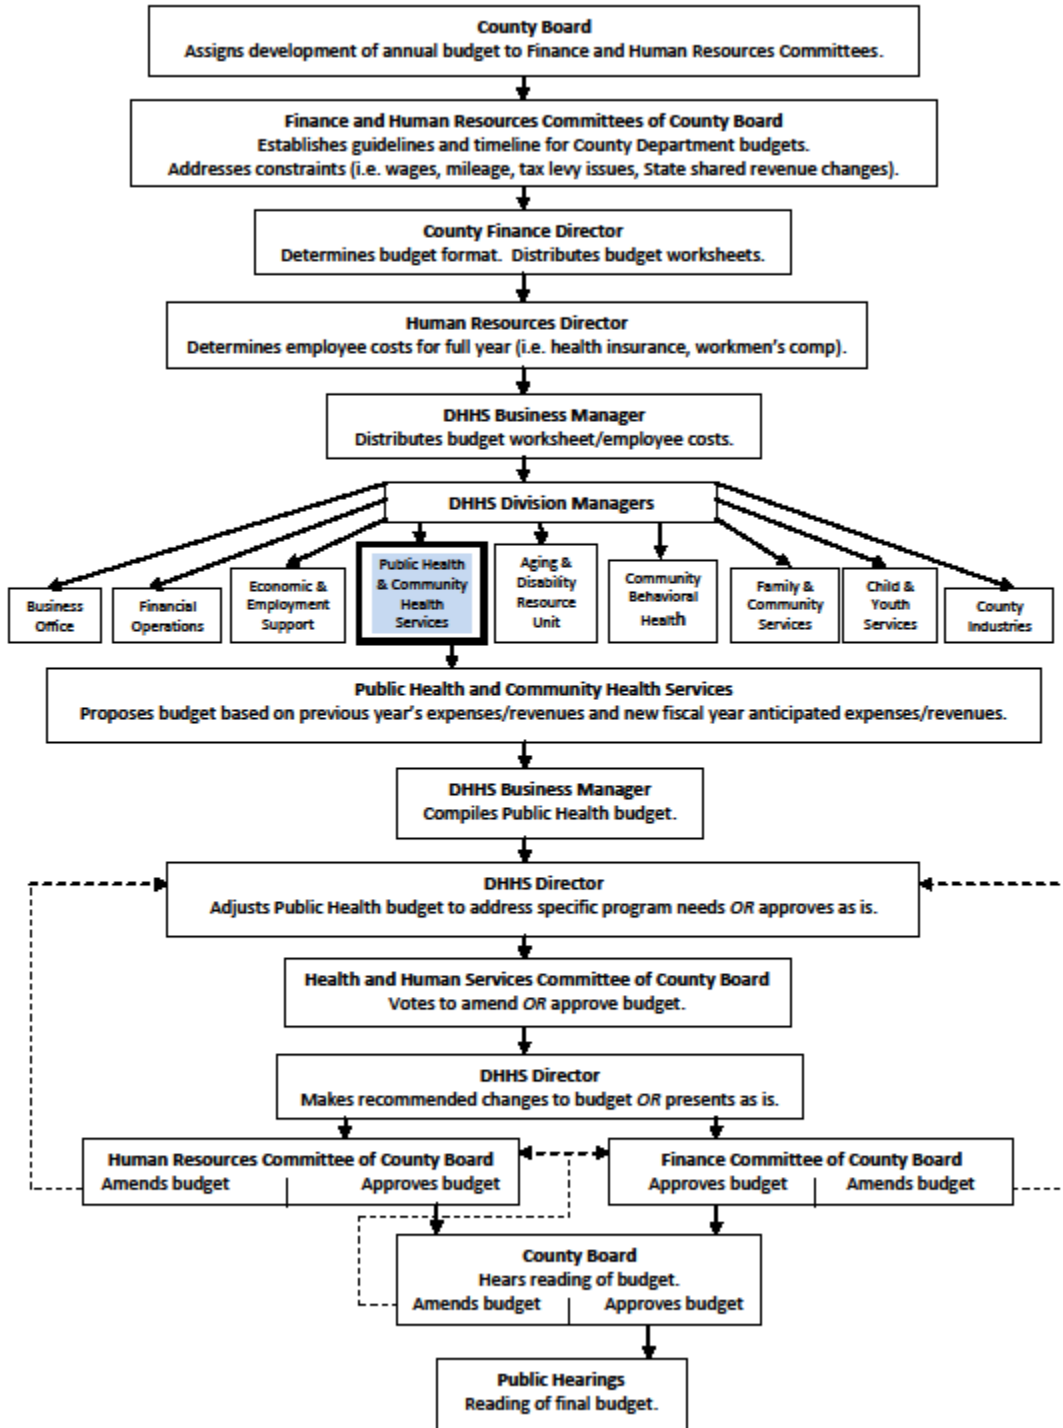 County Board
Assigns development of annual budget to Finance and Human Resources Committees.
Finance and Human Resources Committees of County Board
Establishes guidelines and timeline for County Department budgets.
Addresses constraints (i.e. wages, mileage, tax levy issues, State shared revenue changes).
County Finance Director
Determines budget format.  Distributes budget worksheets.
Human Resources Director
Determines employee costs for full year (i.e. health insurance, workmen's comp).
DHHS Business Manager
Distributes budget worksheet/employee costs.
DHHS Division Managers
Business
Office
Financial
Operations
Economic &
Employment
Support
Public Health
& Community
Health
Services
Aging &
Disability
Resource
Unit
Community
Behavioral
Health
Family &
Community
Services
Child &
Youth
Services
County
Industries
Public Health and Community Health Services
Proposes budget based on previous year's expenses/revenues and new fiscal year anticipated expenses/revenues.
DHHS Business Manager
Compiles Public Health budget.
DHHS Director
Adjusts Public Health budget to address specific program needs OR approves as is.
Health and Human Services Committee of County Board
Votes to amend OR approve budget.
DHHS Director
Makes recommended changes to budget OR presents as is.
Human Resources Committee of County Board
Amends budget
Approves budget
Finance Committee of County Board
Approves budget
Amends budget
County Board
Hears reading of budget.
Amends budget
Approves budget
Public Hearings
Reading of final budget.